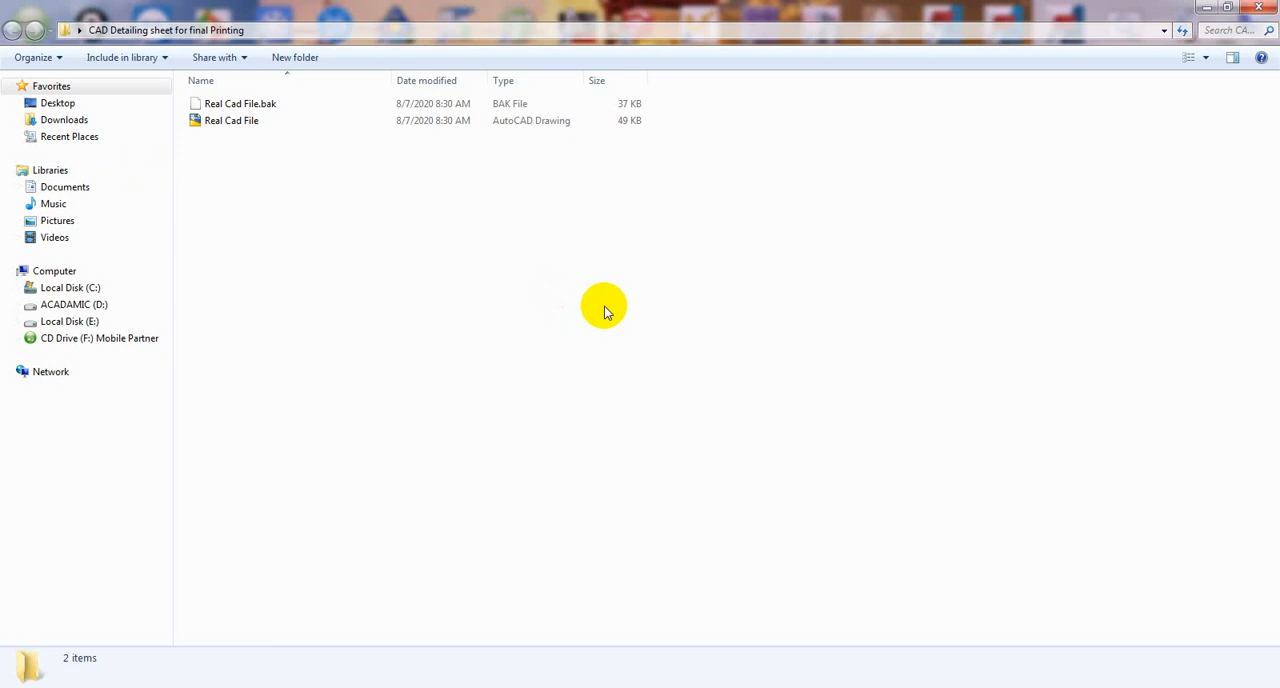 CAD Detailing sheet for final Printing
Search CA...
Organize
Include in library
Share with
New folder
Name
Date modified
Type
Size
Favorites
Desktop
Downloads
Recent Places
Libraries
Documents
Music
Pictures
Videos
Computer
Local Disk (C:)
ACADAMIC (D:)
Local Disk (E:)
CD Drive (F:) Mobile Partner
Network
Real Cad File.bak 8/7/2020 8:30 AM BAK File 37 KB
Real Cad File 8/7/2020 8:30 AM AutoCAD Drawing 49 KB
2 items